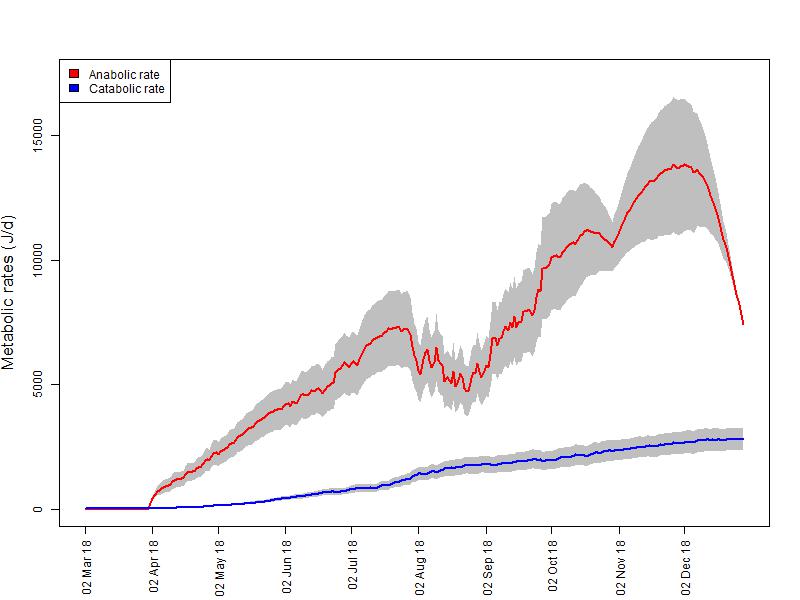 Anabolic rate
Catabolic rate
Metabolic rates (J/d)
15000
10000
5000
0
02 Mar 18
02 Apr 18
02 May 18
02 Jun 18
02 Jul 18
02 Aug 18
02 Sep 18
02 Oct 18
02 Nov 18
02 Dec 18